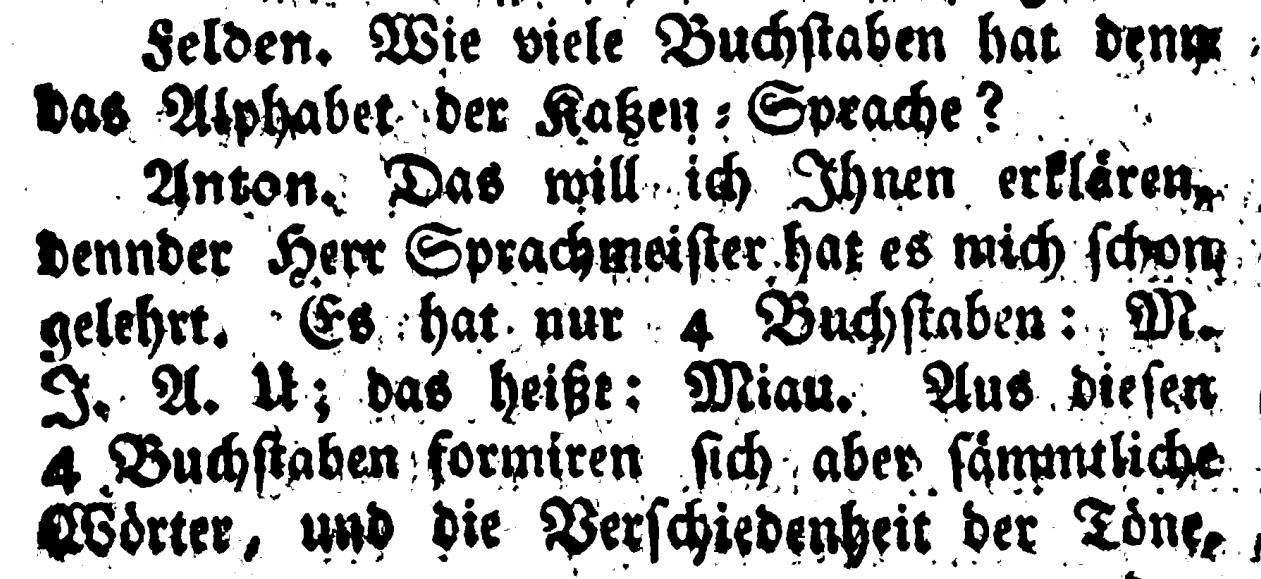 Felden. Wie viele Buchſtaben hat denn
das Alphabet der Katzen-Sprache?
Anton. Das will ich Ihnen erklären,
dennder Herr Sprachmeiſter hat es mich ſchon
gelehrt. Es hat nur 4 Buchſtaben: M.
J. A. U; das heißt: Miau. Aus dieſen
4 Buchſtaben formiren ſich aber ſämmtliche
Wörter, und die Verſchiedenheit der Töne,